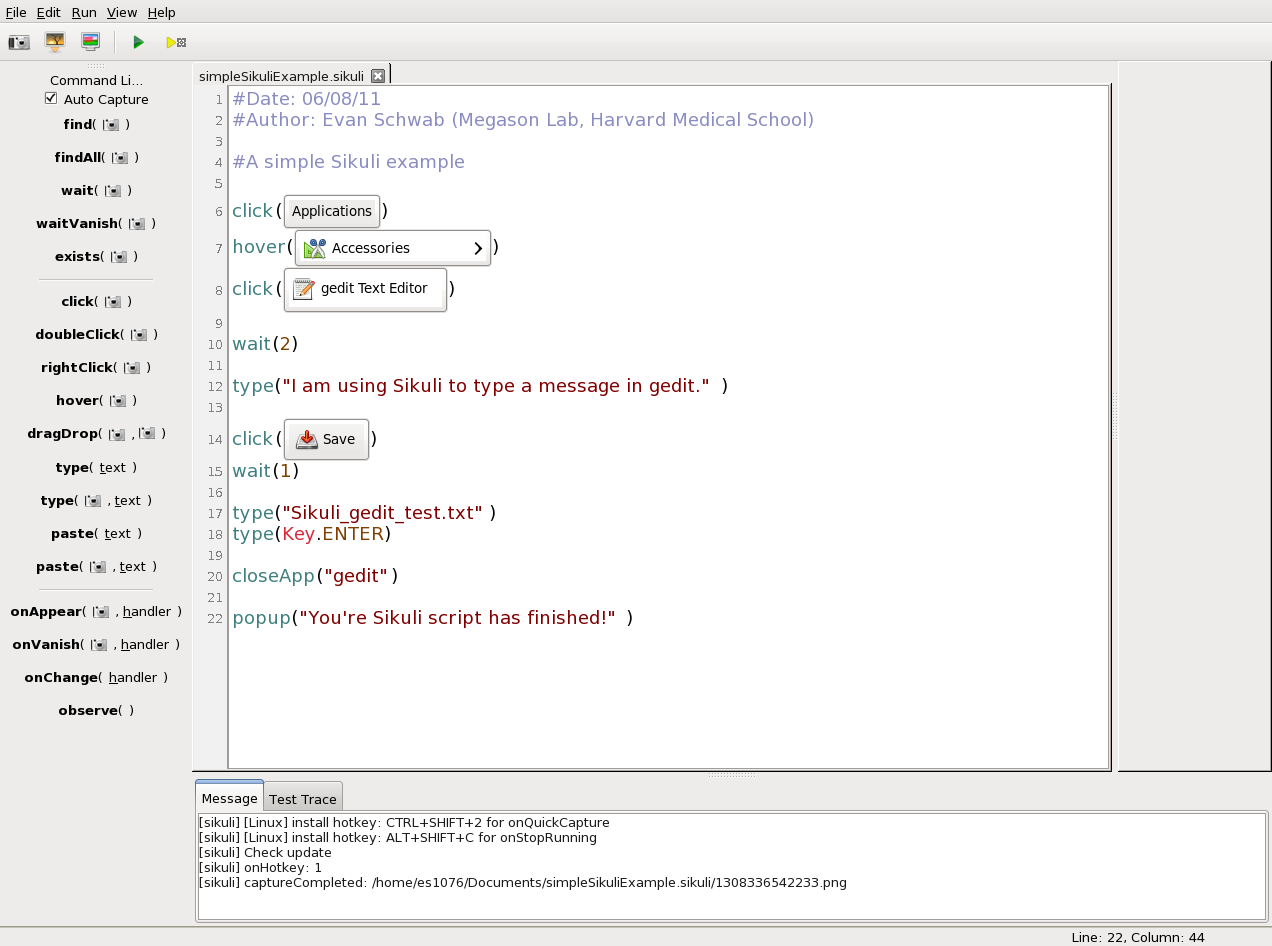 File Edit Run View Help
Command Li...
Auto Capture
find( )
findAll( )
wait( )
waitVanish( )
exists( )
click( )
doubleClick( )
rightClick( )
hover( )
dragDrop( , )
type( text )
type( , text )
paste( text )
paste( , text )
onAppear( , handler )
onVanish( , handler )
onChange( handler )
observe( )
simpleSikuliExample.sikuli
1 #Date: 06/08/11
2 #Author: Evan Schwab (Megason Lab, Harvard Medical School)
3
4 #A simple Sikuli example
5
6 click( Applications )
7 hover( Accessories )
8 click( gedit Text Editor )
9
10 wait(2)
11
12 type("I am using Sikuli to type a message in gedit." )
13
14 click( Save )
15 wait(1)
16
17 type("Sikuli_gedit_test.txt" )
18 type(Key.ENTER)
19
20 closeApp("gedit" )
21
22 popup("You're Sikuli script has finished!" )
Message Test Trace
[sikuli] [Linux] install hotkey: CTRL+SHIFT+2 for onQuickCapture
[sikuli] [Linux] install hotkey: ALT+SHIFT+C for onStopRunning
[sikuli] Check update
[sikuli] onHotkey: 1
[sikuli] captureCompleted: /home/es1076/Documents/simpleSikuliExample.sikuli/1308336542233.png
Line: 22, Column: 44